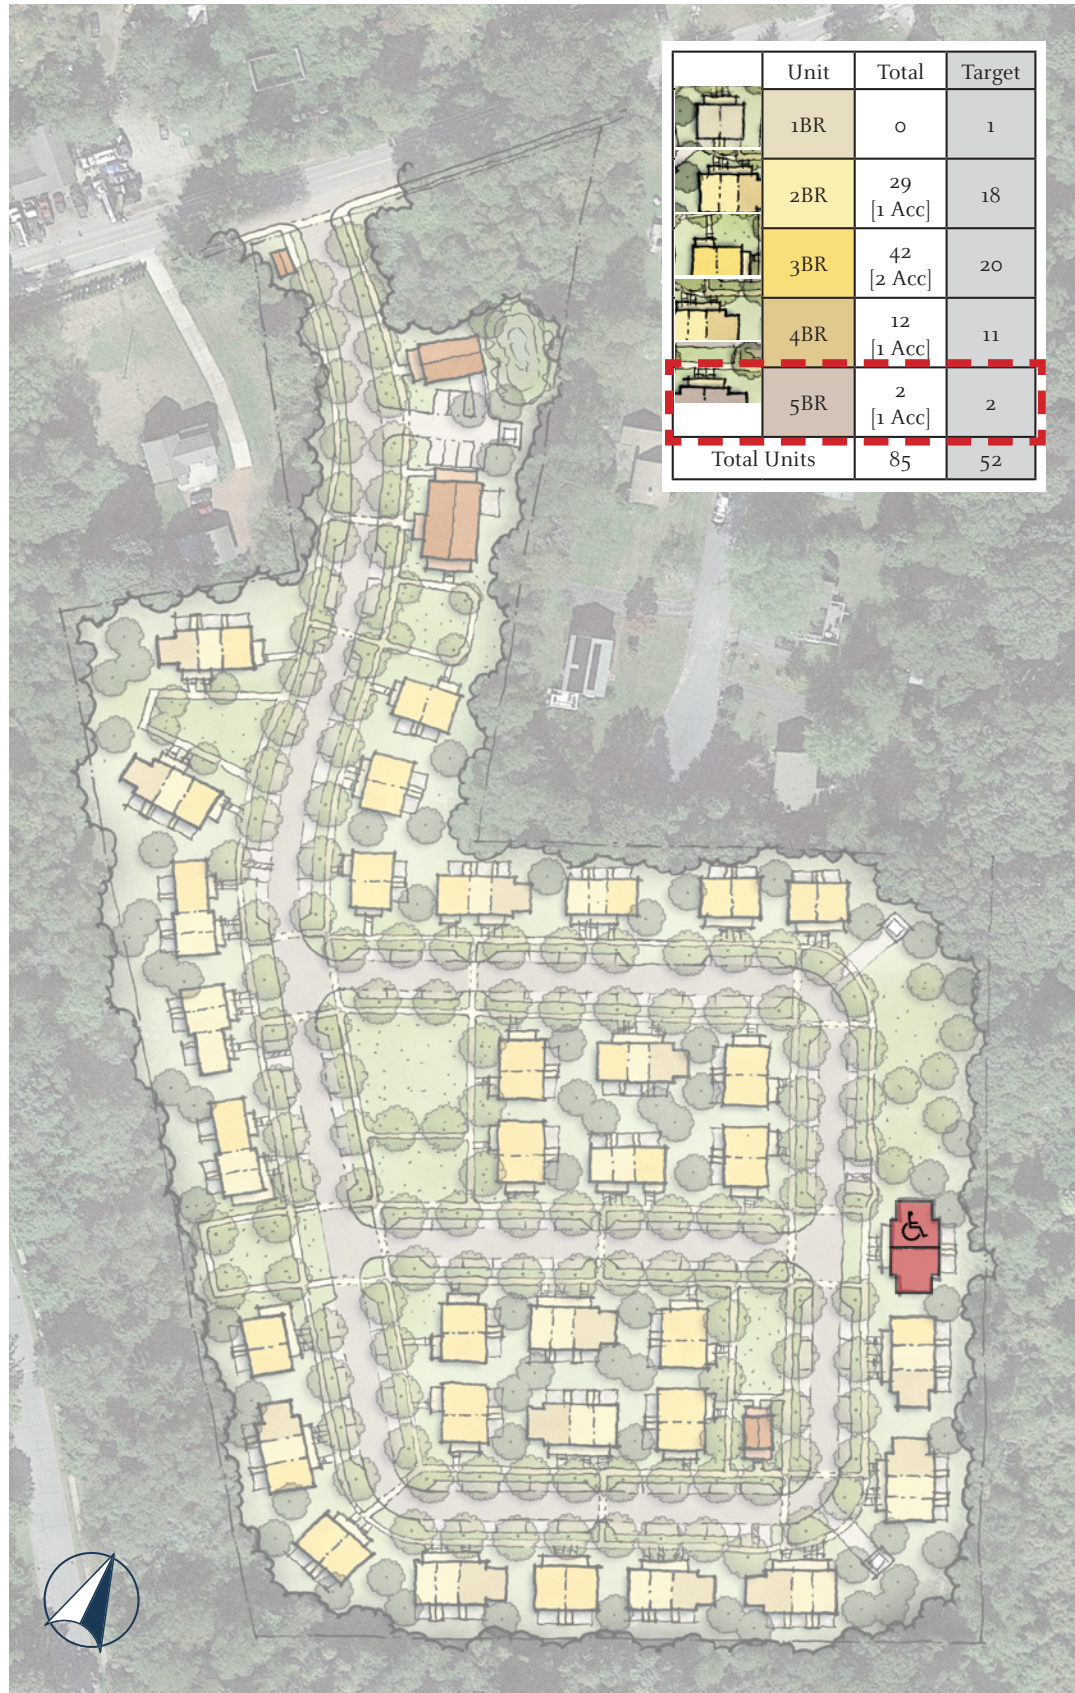 Unit Total Target
1BR 0 1
2BR 29 18
[1 Acc]
3BR 42 20
[2 Acc]
4BR 12 11
[1 Acc]
5BR 2 2
[1 Acc]
Total Units 85 52